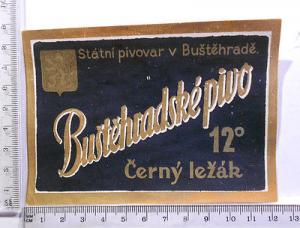 Státní pivovar v Buštěhradě.
Buštěhradské pivo
12°
Černý ležák